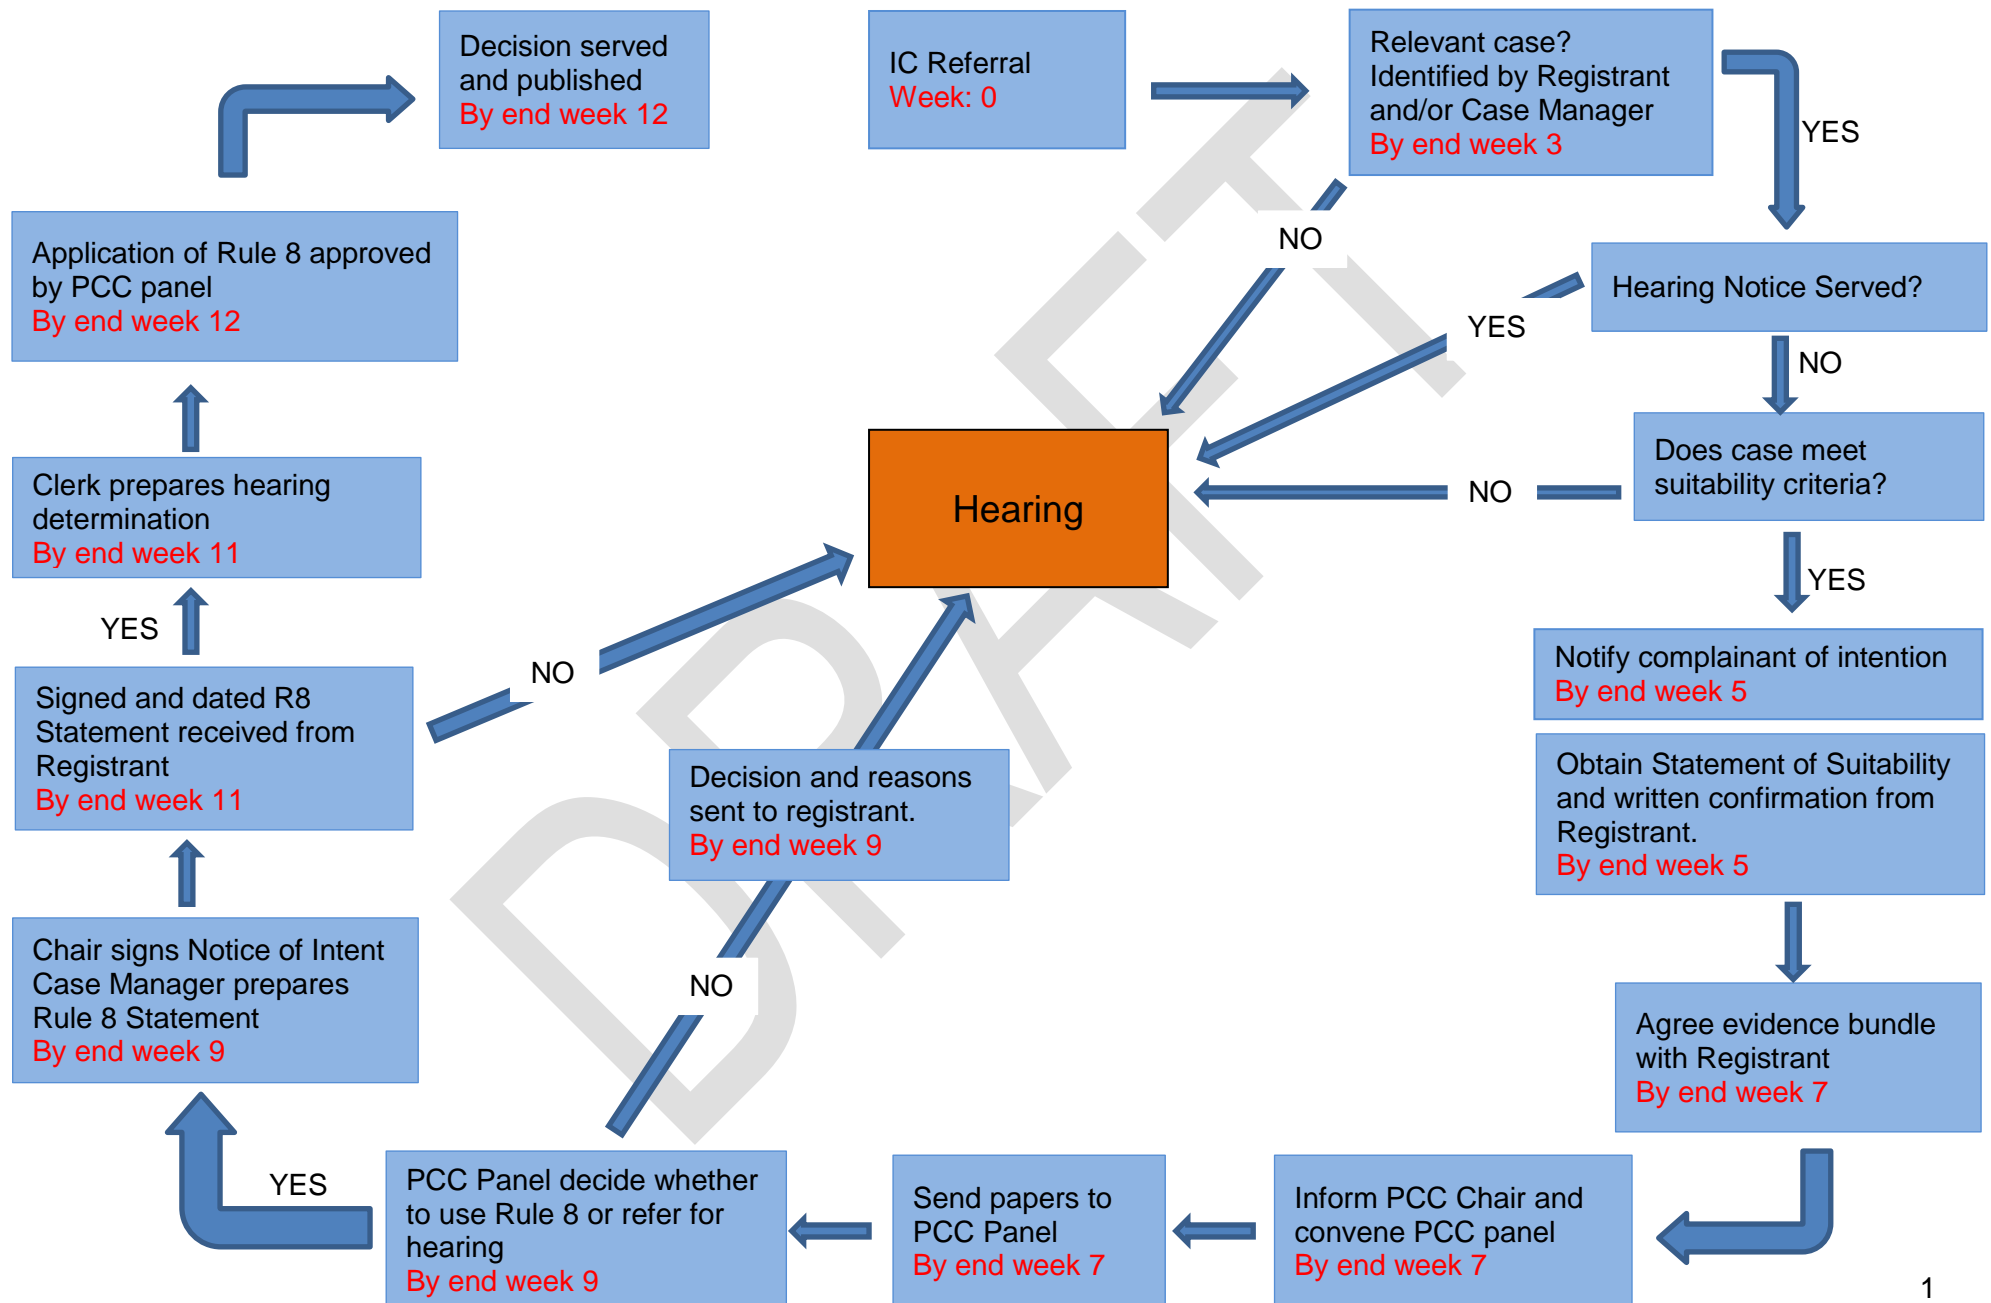 IC Referral
Week: 0
Relevant case?
Identified by Registrant
and/or Case Manager
By end week 3
YES
NO
Hearing Notice Served?
YES
NO
Does case meet
suitability criteria?
NO
YES
Notify complainant of intention
By end week 5
Obtain Statement of Suitability
and written confirmation from
Registrant.
By end week 5
Agree evidence bundle
with Registrant
By end week 7
Inform PCC Chair and
convene PCC panel
By end week 7
Send papers to
PCC Panel
By end week 7
PCC Panel decide whether
to use Rule 8 or refer for
hearing
By end week 9
NO
Decision and reasons
sent to registrant.
By end week 9
Hearing
YES
Chair signs Notice of Intent
Case Manager prepares
Rule 8 Statement
By end week 9
Signed and dated R8
Statement received from
Registrant
By end week 11
NO
YES
Clerk prepares hearing
determination
By end week 11
Application of Rule 8 approved
by PCC panel
By end week 12
Decision served
and published
By end week 12
DRAFT
1